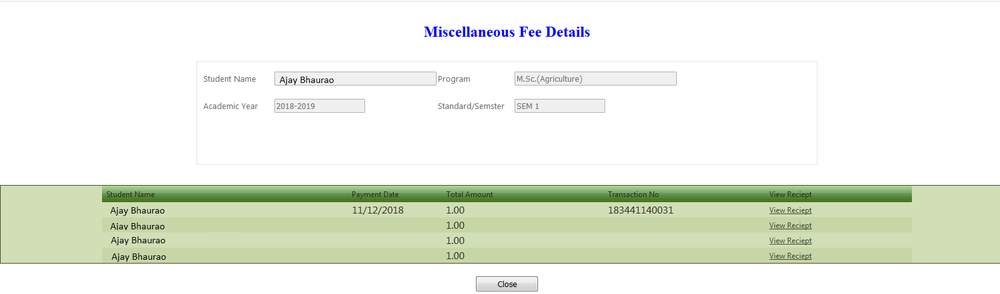 Miscellaneous Fee Details
Student Name Ajay Bhaurao Program M.Sc.(Agriculture)
Academic Year 2018-2019 Standard/Semster SEM 1
Student Name Payment Date Total Amount Transaction No View Reciept
Ajay Bhaurao 11/12/2018 1.00 183441140031 View Reciept
Ajay Bhaurao 1.00 View Reciept
Ajay Bhaurao 1.00 View Reciept
Ajay Bhaurao 1.00 View Reciept
Close